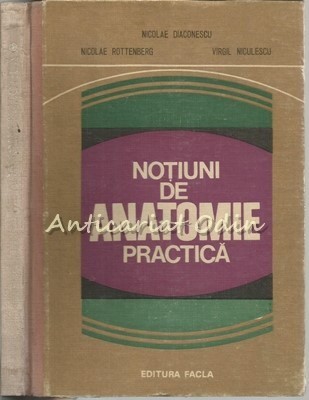 NICOLAE DIACONESCU
NICOLAE ROTTENBERG VIRGIL NICULESCU
NOȚIUNI
DE
ANATOMIE
PRACTICĂ
Anticariat-Odin
EDITURA FACLA